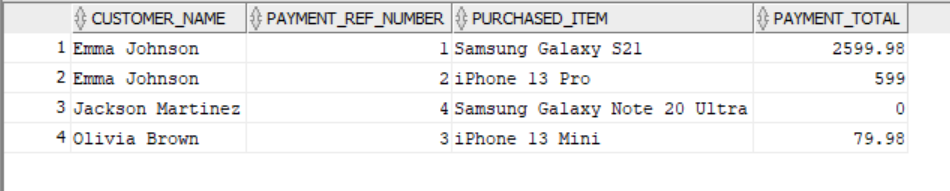 CUSTOMER_NAME PAYMENT_REF_NUMBER PURCHASED_ITEM PAYMENT_TOTAL
1 Emma Johnson 1 Samsung Galaxy S21 2599.98
2 Emma Johnson 2 iPhone 13 Pro 599
3 Jackson Martinez 4 Samsung Galaxy Note 20 Ultra 0
4 Olivia Brown 3 iPhone 13 Mini 79.98